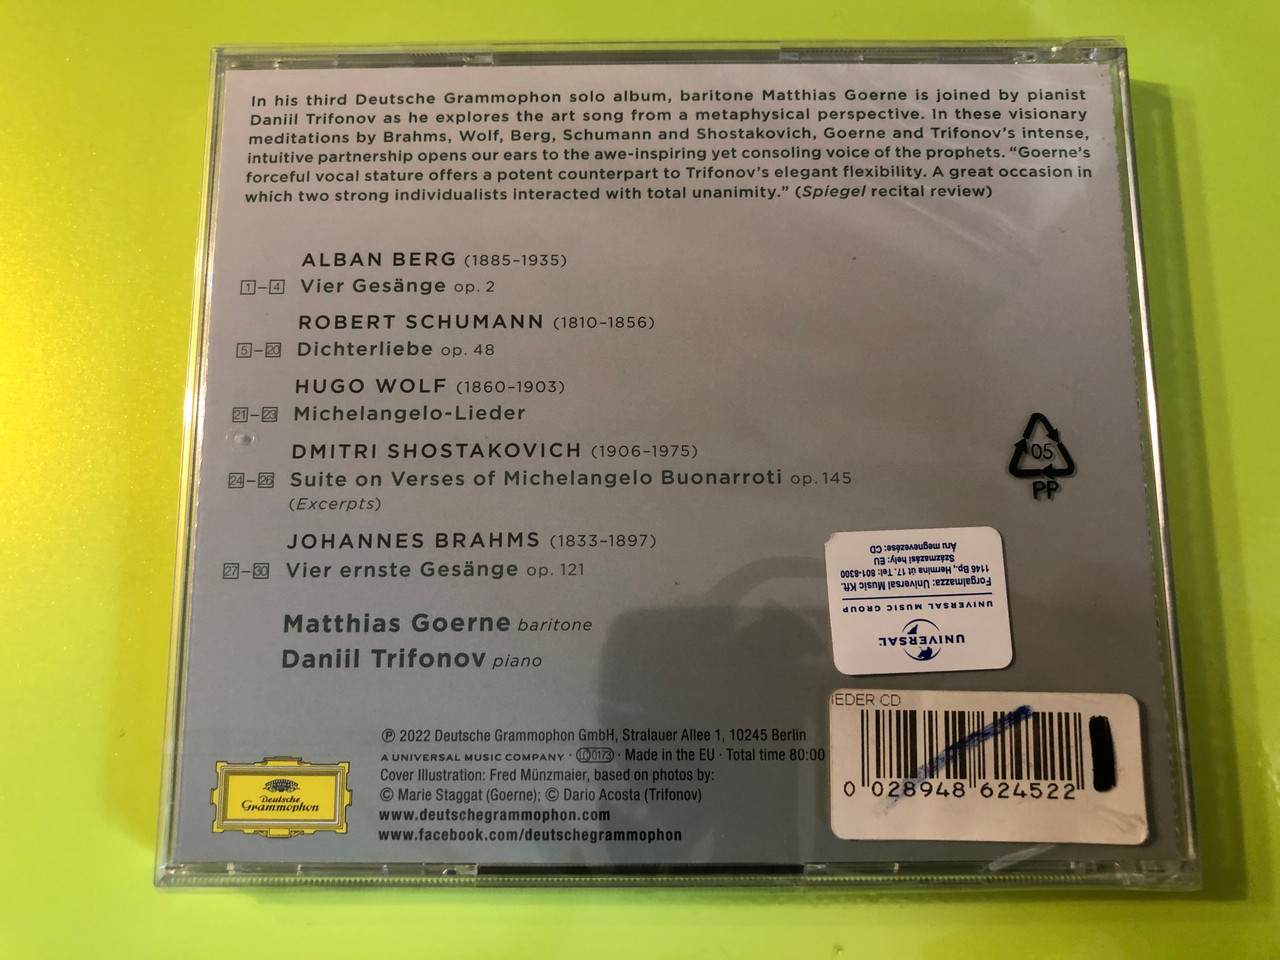 In his third Deutsche Grammophon solo album, baritone Matthias Goerne is joined by pianist
Daniil Trifonov as he explores the art song from a metaphysical perspective. In these visionary
meditations by Brahms, Wolf, Berg, Schumann and Shostakovich, Goerne and Trifonov's intense,
intuitive partnership opens our ears to the awe-inspiring yet consoling voice of the prophets. “Goerne's
forceful vocal stature offers a potent counterpart to Trifonov's elegant flexibility. A great occasion in
which two strong individualists interacted with total unanimity.” (Spiegel recital review)
ALBAN BERG (1885–1935)
1–4 Vier Gesänge op. 2
ROBERT SCHUMANN (1810–1856)
5–20 Dichterliebe op. 48
HUGO WOLF (1860–1903)
21–23 Michelangelo-Lieder
DMITRI SHOSTAKOVICH (1906–1975)
24–26 Suite on Verses of Michelangelo Buonarroti op. 145
(Excerpts)
JOHANNES BRAHMS (1833–1897)
27–30 Vier ernste Gesänge op. 121
Matthias Goerne baritone
Daniil Trifonov piano
05
PP
UNIVERSAL
UNIVERSAL MUSIC GROUP
Forgalmazza: Universal Music Kft.
1146 Bp., Hermina út 17. Tel: 801-8300
Származási hely: EU
Áru megnevezése: CD
IEDER CD
0 028948 624522
℗ 2022 Deutsche Grammophon GmbH, Stralauer Allee 1, 10245 Berlin
A UNIVERSAL MUSIC COMPANY · LC 0173 · Made in the EU · Total time 80:00
Cover Illustration: Fred Münzmaier, based on photos by:
© Marie Staggat (Goerne); © Dario Acosta (Trifonov)
www.deutschegrammophon.com
www.facebook.com/deutschegrammophon
Deutsche
Grammophon